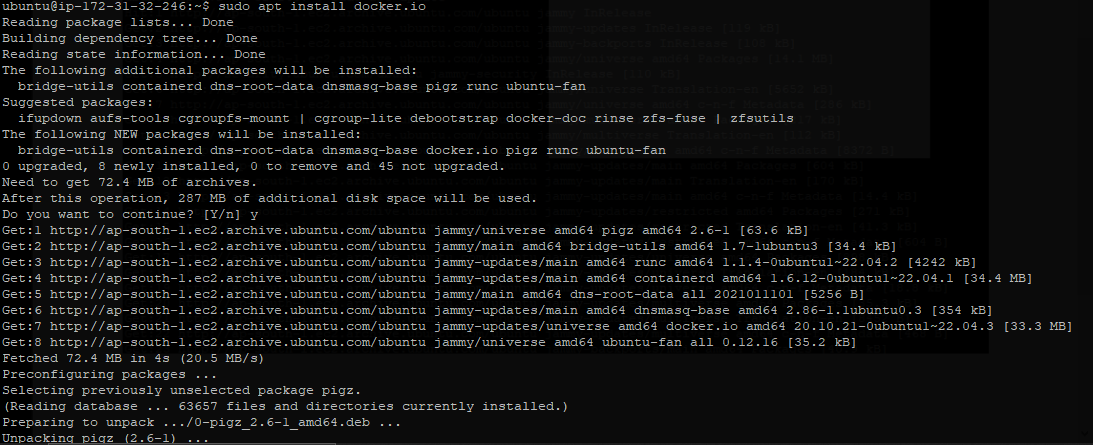 ubuntu@ip-172-31-32-246:~$ sudo apt install docker.io
Reading package lists... Done
Building dependency tree... Done
Reading state information... Done
The following additional packages will be installed:
  bridge-utils containerd dns-root-data dnsmasq-base pigz runc ubuntu-fan
Suggested packages:
  ifupdown aufs-tools cgroupfs-mount | cgroup-lite debootstrap docker-doc rinse zfs-fuse | zfsutils
The following NEW packages will be installed:
  bridge-utils containerd dns-root-data dnsmasq-base docker.io pigz runc ubuntu-fan
0 upgraded, 8 newly installed, 0 to remove and 45 not upgraded.
Need to get 72.4 MB of archives.
After this operation, 287 MB of additional disk space will be used.
Do you want to continue? [Y/n] y
Get:1 http://ap-south-1.ec2.archive.ubuntu.com/ubuntu jammy/universe amd64 pigz amd64 2.6-1 [63.6 kB]
Get:2 http://ap-south-1.ec2.archive.ubuntu.com/ubuntu jammy/main amd64 bridge-utils amd64 1.7-1ubuntu3 [34.4 kB]
Get:3 http://ap-south-1.ec2.archive.ubuntu.com/ubuntu jammy-updates/main amd64 runc amd64 1.1.4-0ubuntu1~22.04.2 [4242 kB]
Get:4 http://ap-south-1.ec2.archive.ubuntu.com/ubuntu jammy-updates/main amd64 containerd amd64 1.6.12-0ubuntu1~22.04.1 [34.4 MB]
Get:5 http://ap-south-1.ec2.archive.ubuntu.com/ubuntu jammy/main amd64 dns-root-data all 2021011101 [5256 B]
Get:6 http://ap-south-1.ec2.archive.ubuntu.com/ubuntu jammy-updates/main amd64 dnsmasq-base amd64 2.86-1.1ubuntu0.3 [354 kB]
Get:7 http://ap-south-1.ec2.archive.ubuntu.com/ubuntu jammy-updates/universe amd64 docker.io amd64 20.10.21-0ubuntu1~22.04.3 [33.3 MB]
Get:8 http://ap-south-1.ec2.archive.ubuntu.com/ubuntu jammy/universe amd64 ubuntu-fan all 0.12.16 [35.2 kB]
Fetched 72.4 MB in 4s (20.5 MB/s)
Preconfiguring packages ...
Selecting previously unselected package pigz.
(Reading database ... 63657 files and directories currently installed.)
Preparing to unpack .../0-pigz_2.6-1_amd64.deb ...
Unpacking pigz (2.6-1) ...